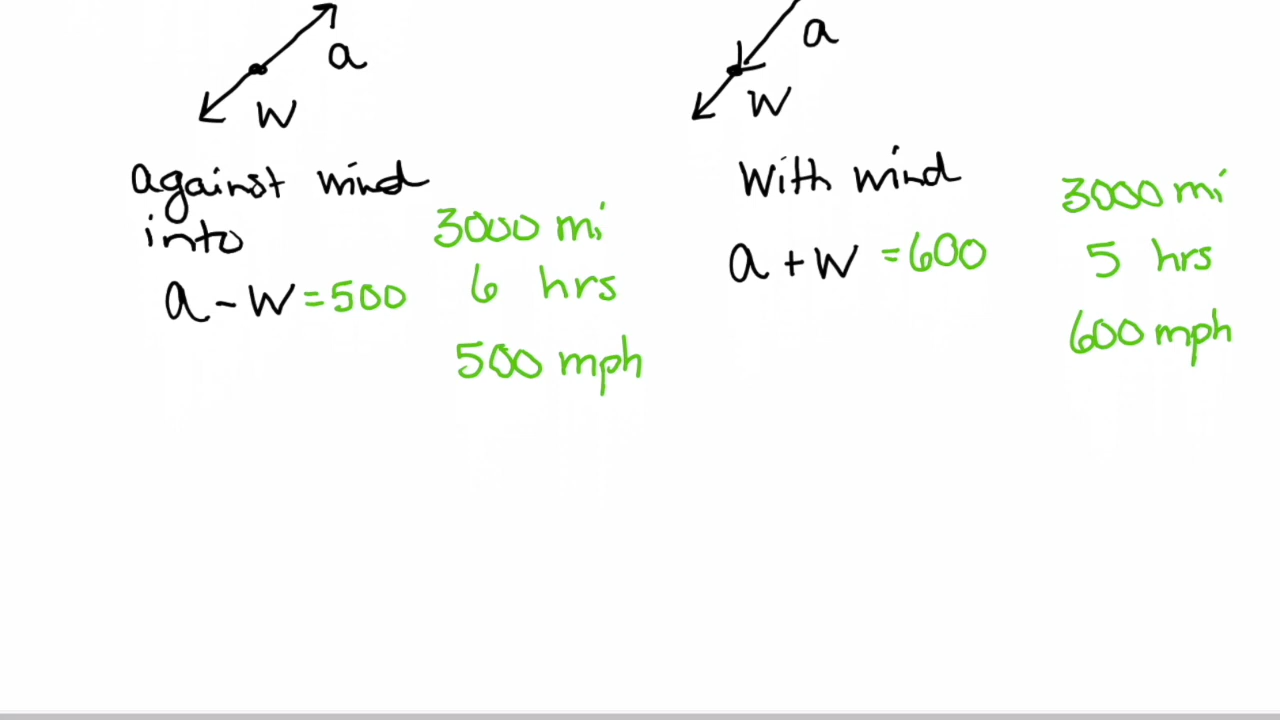 a
w
against wind
into
a - w = 500
3000 mi
6 hrs
500 mph
a
w
With wind
a + w = 600
3000 mi
5 hrs
600 mph